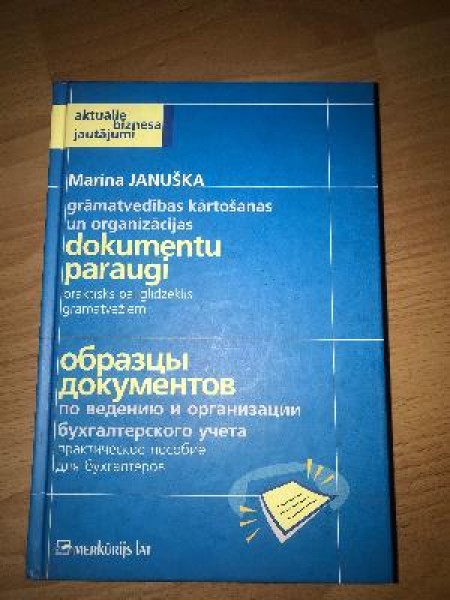 aktuālie
biznesa
jautājumi
Marina JANUŠKA
grāmatvedības kārtošanas
un organizācijas
dokumentu
paraugi
praktisks palīglīdzeklis
grāmatvežiem
образцы
документов
по ведению и организации
бухгалтерского учета
практическое пособие
для бухгалтеров
MERKŪRIJS LAT